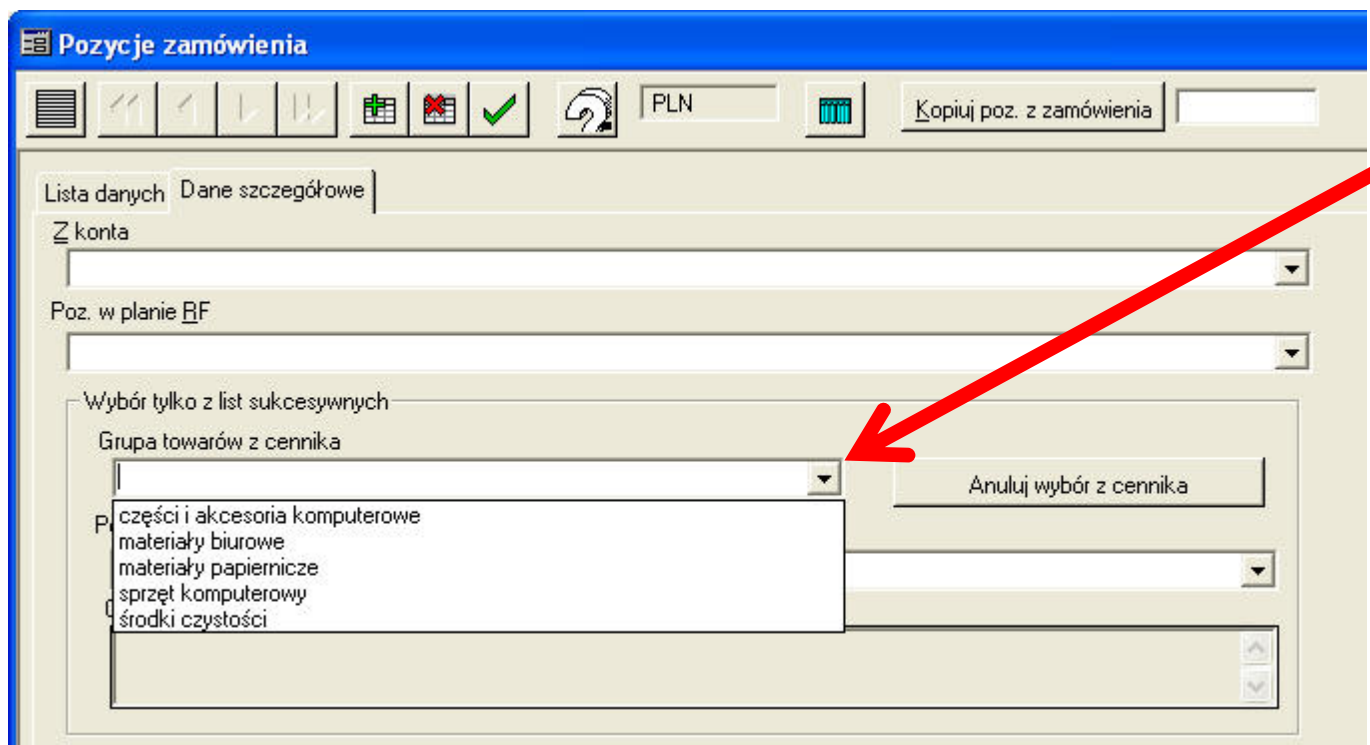 Pozycje zamówienia
PLN
Kopiuj poz. z zamówienia
Lista danych
Dane szczegółowe
Z konta
Poz. w planie RF
Wybór tylko z list sukcesywnych
Grupa towarów z cennika
Anuluj wybór z cennika
części i akcesoria komputerowe
materiały biurowe
materiały papiernicze
sprzęt komputerowy
środki czystości